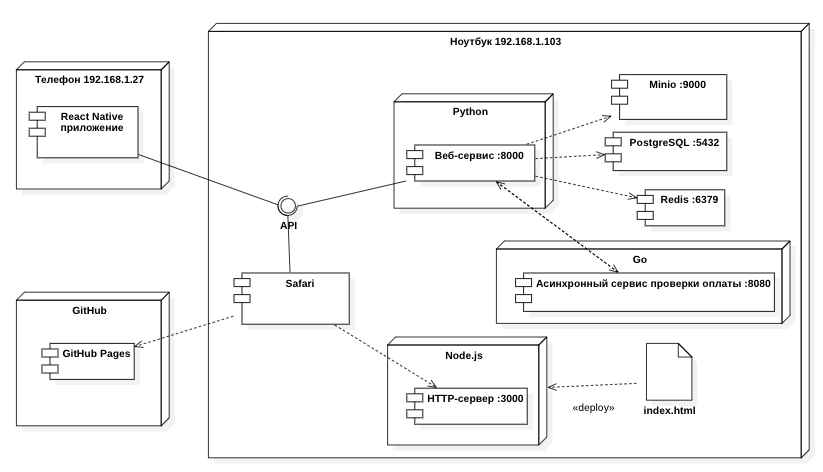 Ноутбук 192.168.1.103
Телефон 192.168.1.27
React Native
приложение
Python
Веб-сервис :8000
Minio :9000
PostgreSQL :5432
Redis :6379
API
Go
Асинхронный сервис проверки оплаты :8080
Safari
GitHub
GitHub Pages
Node.js
HTTP-сервер :3000
«deploy»
index.html